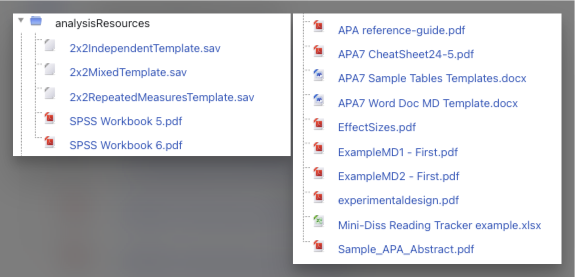 analysisResources
2x2IndependentTemplate.sav
2x2MixedTemplate.sav
2x2RepeatedMeasuresTemplate.sav
SPSS Workbook 5.pdf
SPSS Workbook 6.pdf
APA reference-guide.pdf
APA7 CheatSheet24-5.pdf
APA7 Sample Tables Templates.docx
APA7 Word Doc MD Template.docx
EffectSizes.pdf
ExampleMD1 - First.pdf
ExampleMD2 - First.pdf
experimentaldesign.pdf
Mini-Diss Reading Tracker example.xlsx
Sample_APA_Abstract.pdf